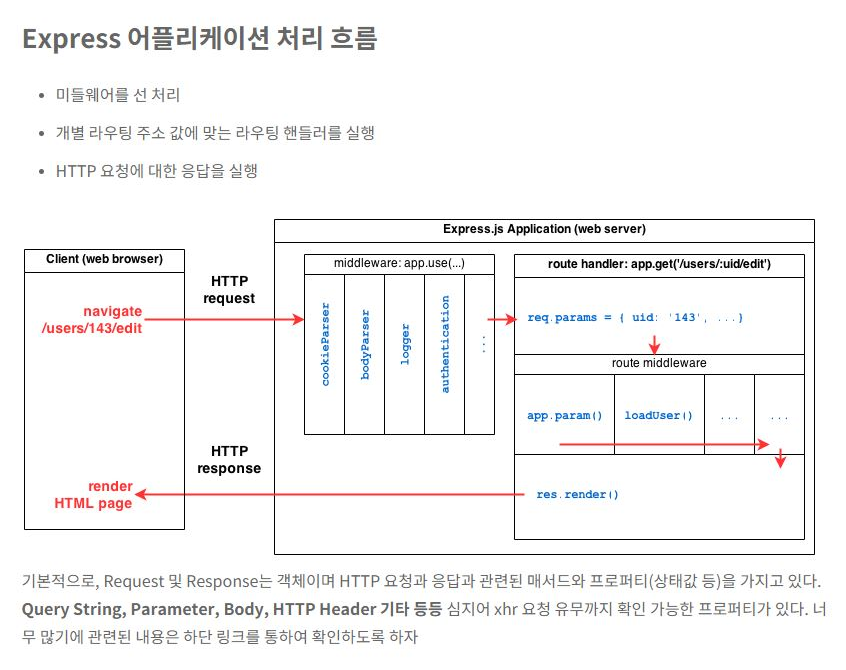 Express 어플리케이션 처리 흐름
미들웨어를 선 처리
개별 라우팅 주소 값에 맞는 라우팅 핸들러를 실행
HTTP 요청에 대한 응답을 실행
Express.js Application (web server)
Client (web browser)
middleware: app.use(...)
route handler: app.get('/users/:uid/edit')
HTTP
request
navigate
/users/143/edit
cookieParser
bodyParser
logger
authentication
...
req.params = { uid: '143', ...}
route middleware
app.param()
loadUser()
...
...
HTTP
response
render
HTML page
res.render()
기본적으로, Request 및 Response는 객체이며 HTTP 요청과 응답과 관련된 매서드와 프로퍼티(상태값 등)을 가지고 있다.
Query String, Parameter, Body, HTTP Header 기타 등등 심지어 xhr 요청 유무까지 확인 가능한 프로퍼티가 있다. 너
무 많기에 관련된 내용은 하단 링크를 통하여 확인하도록 하자